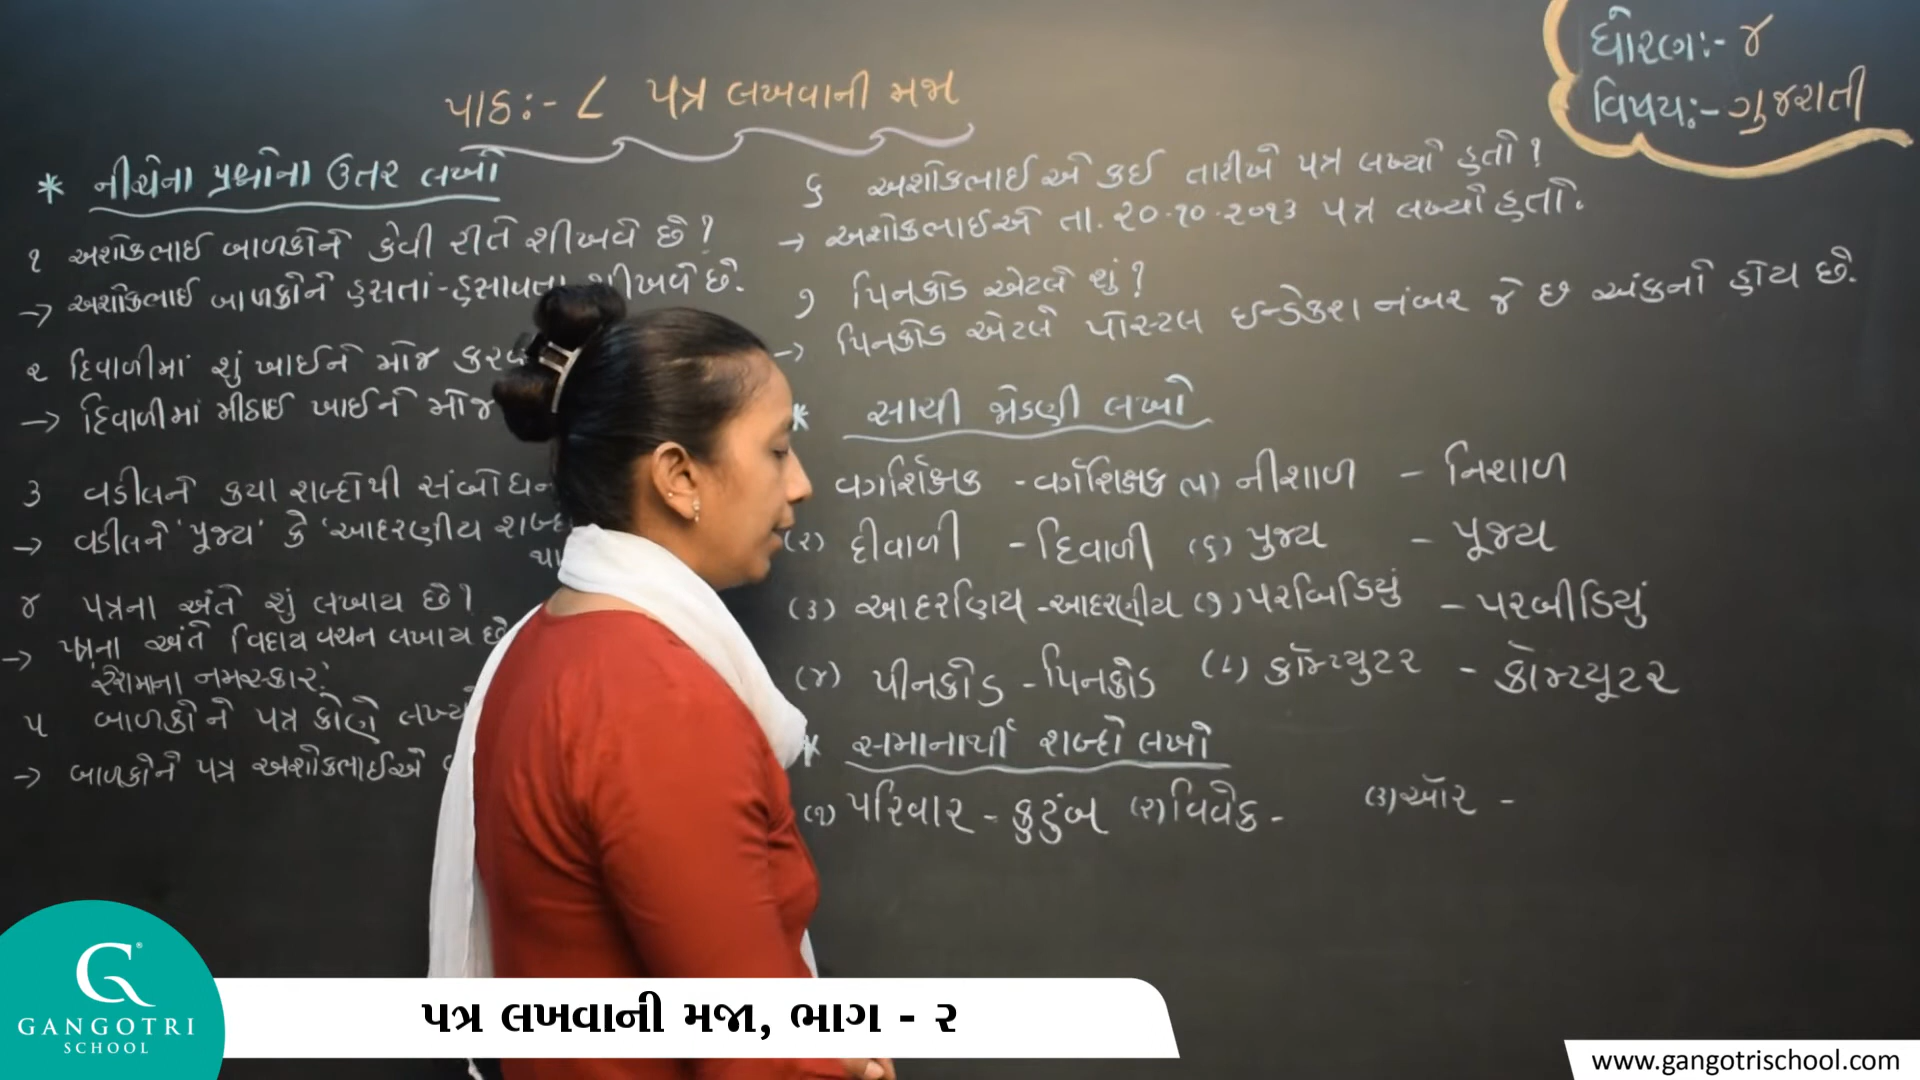 ધોરણઃ- ૪
વિષયઃ- ગુજરાતી
પાઠઃ- ૮ પત્ર લખવાની મજા
* નીચેના પ્રશ્નોના ઉતર લખો
૧ અશોકભાઈ બાળકોને કેવી રીતે શીખવે છે?
→ અશોકભાઈ બાળકોને હસતાં-હસાવતા શીખવે છે.
૨ દિવાળીમાં શું ખાઈને મોજ
→ દિવાળીમાં મીઠાઈ ખાઈને મોજ
૩ વડીલને કયા શબ્દોથી
→ વડીલને 'પૂજ્ય' કે 'આદરણીય
૪ પત્રના અંતે શું લખાય છે?
→ પત્રના અંતે વિદાય વચન લખાય છે
નમસ્કાર.'
૫ બાળકોને પત્ર કોણે
→ બાળકોને પત્ર અશોકભાઈએ
૬ અશોકભાઈ એ કઈ તારીખે પત્ર લખ્યો હતો?
→ અશોકભાઈએ તા. ૨૦.૧૦.૨૦૧૩ પત્ર લખ્યો હતો.
૭ પિનકોડ એટલે શું?
→ પિનકોડ એટલે પોસ્ટલ ઈન્ડેકશ નંબર જે છ અંકનો હોય છે.
* સાચી જોડણી લખો
વર્ગશિક્ષક - વર્ગશિક્ષક (૫) નીશાળ - નિશાળ
(૨) દીવાળી - દિવાળી (૬) પુજ્ય - પૂજ્ય
(૩) આદરણિય - આદરણીય (૭) પરબિડિયું - પરબીડિયું
(૪) પીનકોડ - પિનકોડ (૮) કૉમ્પ્યુટર - કૉમ્પ્યૂટર
* સમાનાર્થી શબ્દો લખો
(૧) પરિવાર - કુટુંબ (૨) વિવેક - (૩) ઑર -
G®
GANGOTRI
SCHOOL
પત્ર લખવાની મજા, ભાગ - ૨
www.gangotrischool.com